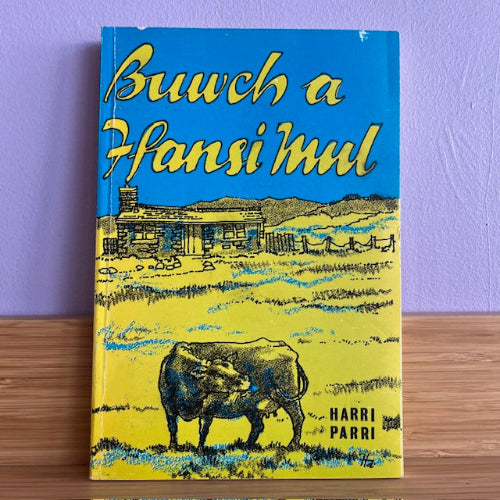 Buwch a
Ffansi Mul
HARRI
PARRI